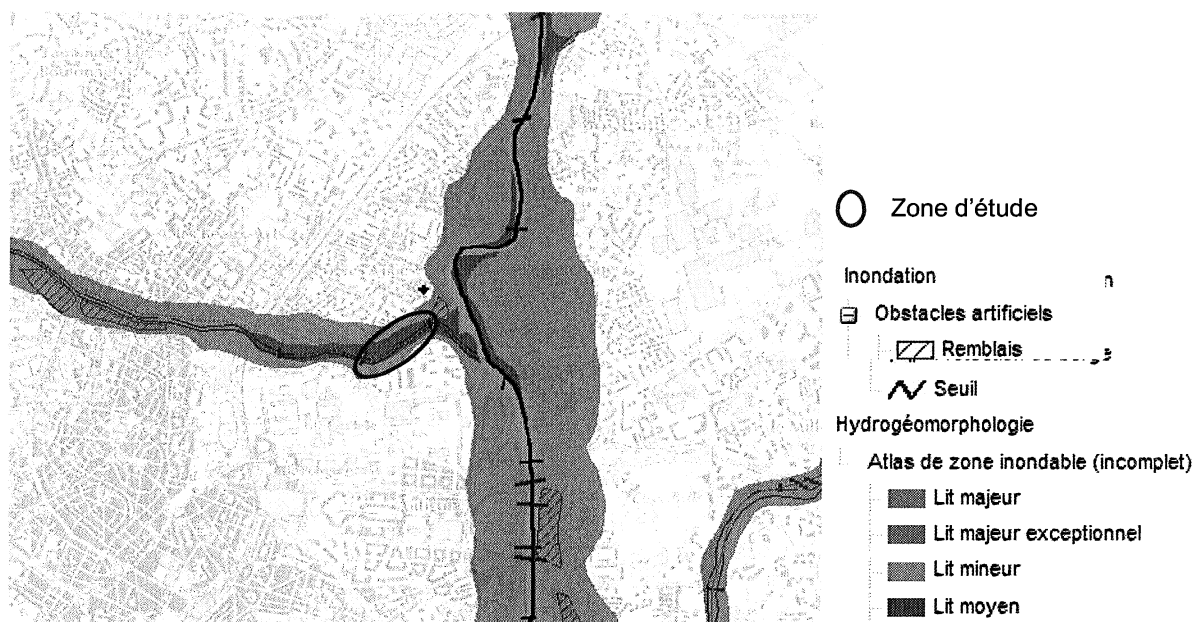 Zone d'étude
Inondation
Obstacles artificiels
Remblais
Seuil
Hydrogéomorphologie
Atlas de zone inondable (incomplet)
Lit majeur
Lit majeur exceptionnel
Lit mineur
Lit moyen